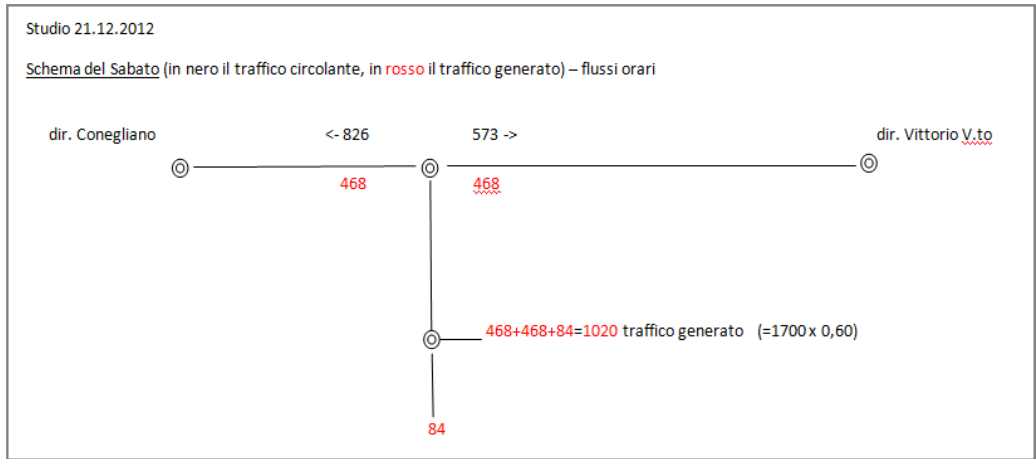 Studio 21.12.2012
Schema del Sabato (in nero il traffico circolante, in rosso il traffico generato) – flussi orari
dir. Conegliano <- 826 573 -> dir. Vittorio V.to
468 468
468+468+84=1020 traffico generato (=1700 x 0,60)
84